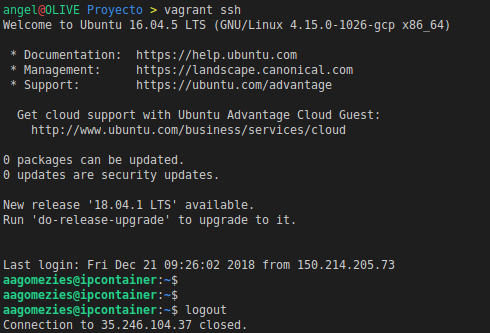 angel@OLIVE Proyecto > vagrant ssh
Welcome to Ubuntu 16.04.5 LTS (GNU/Linux 4.15.0-1026-gcp x86_64)
* Documentation:  https://help.ubuntu.com
* Management:     https://landscape.canonical.com
* Support:        https://ubuntu.com/advantage
Get cloud support with Ubuntu Advantage Cloud Guest:
http://www.ubuntu.com/business/services/cloud
0 packages can be updated.
0 updates are security updates.
New release '18.04.1 LTS' available.
Run 'do-release-upgrade' to upgrade to it.
Last login: Fri Dec 21 09:26:02 2018 from 150.214.205.73
aagomezies@ipcontainer:~$
aagomezies@ipcontainer:~$
aagomezies@ipcontainer:~$ logout
Connection to 35.246.104.37 closed.